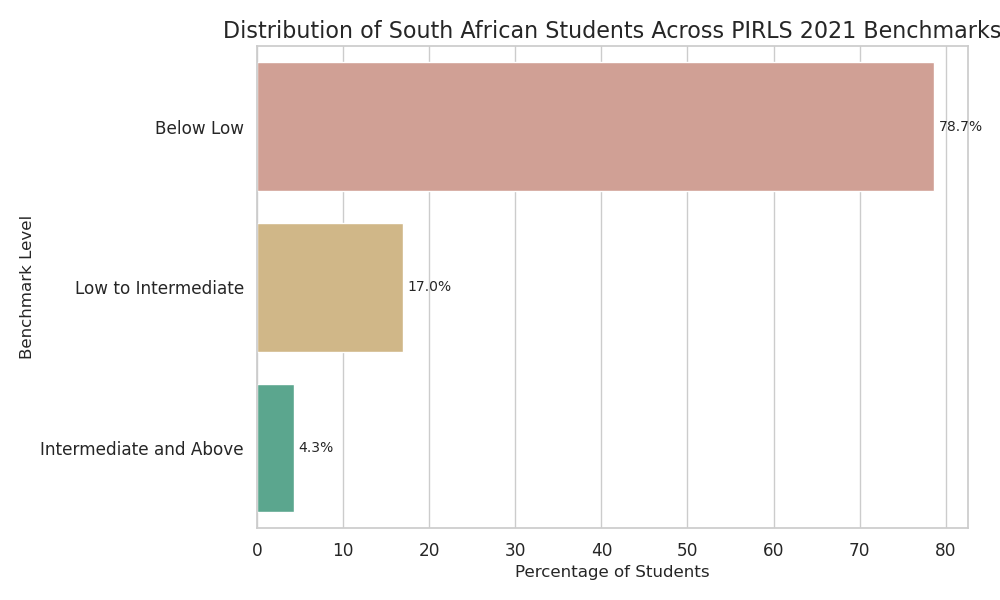 Distribution of South African Students Across PIRLS 2021 Benchmarks
Benchmark Level
Below Low
78.7%
Low to Intermediate
17.0%
Intermediate and Above
4.3%
0 10 20 30 40 50 60 70 80
Percentage of Students